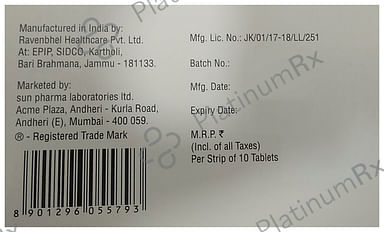 Manufactured in India by:
Ravenbhel Healthcare Pvt. Ltd.
At: EPIP, SIDCO, Kartholi,
Bari Brahmana, Jammu - 181133.
Marketed by:
sun pharma laboratories ltd.
Acme Plaza, Andheri - Kurla Road,
Andheri (E), Mumbai - 400 059.
® - Registered Trade Mark
8 901296 055793
Mfg. Lic. No.: JK/01/17-18/LL/251
Batch No.:
Mfg. Date:
Expiry Date:
M.R.P. ₹
(Incl. of all Taxes)
Per Strip of 10 Tablets
PlatinumRx
PlatinumRx
PlatinumRx